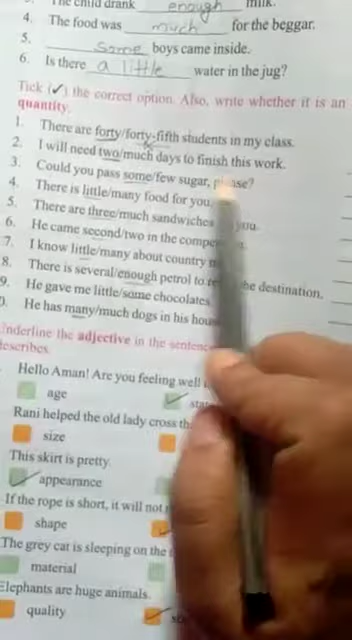 The child drank enough milk.
4. The food was much for the beggar.
5. Some boys came inside.
6. Is there a little water in the jug?
Tick (✓) the correct option. Also, write whether it is an
quantity.
1. There are forty/forty-fifth students in my class.
2. I will need two/much days to finish this work.
3. Could you pass some/few sugar, please?
4. There is little/many food for you.
5. There are three/much sandwiches you.
6. He came second/two in the
7. I know little/many about country
8. There is several/enough petrol to the destination.
9. He gave me little/some chocolates
0. He has many/much dogs in his
Underline the adjective in the
describes.
Hello Aman! Are you feeling well
age
Rani helped the old lady cross
size
This skirt is pretty.
appearance
If the rope is short, it will not
shape
The grey cat is sleeping on the
material
Elephants are huge animals.
quality